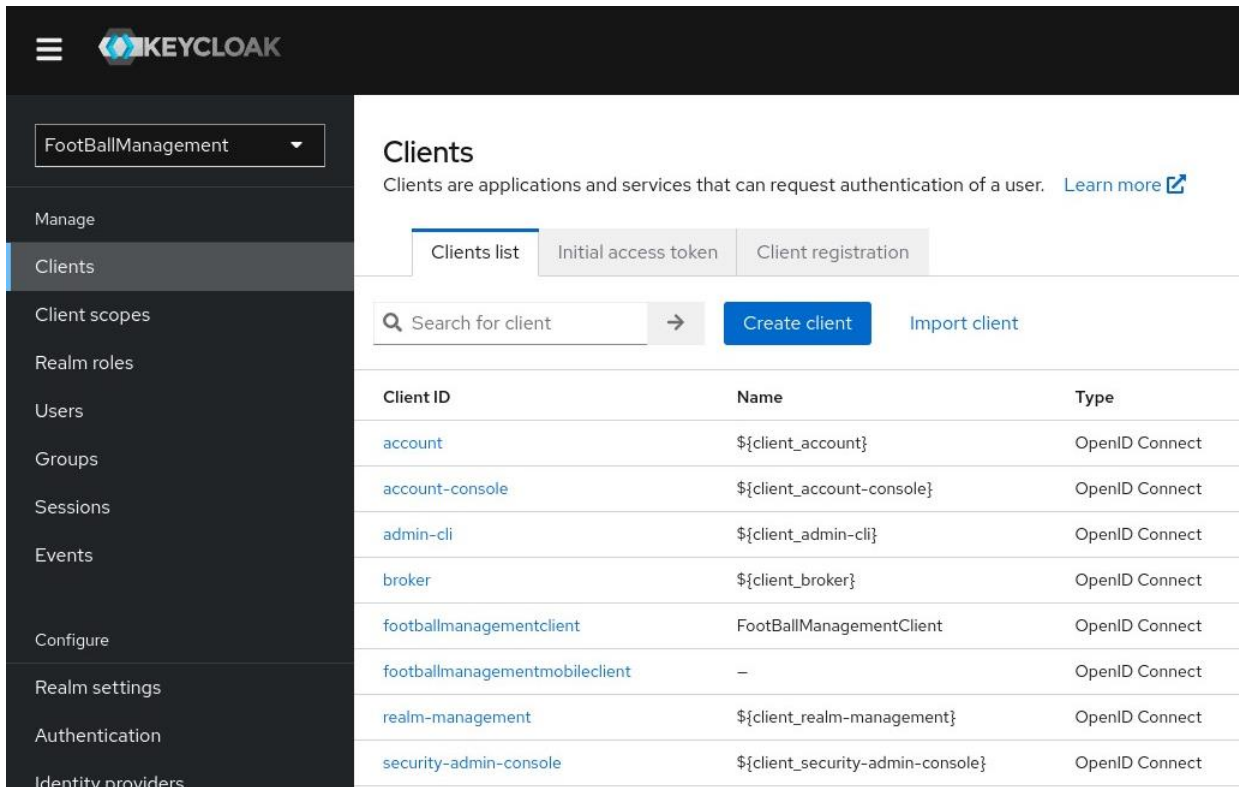 KEYCLOAK
FootBallManagement
Manage
Clients
Client scopes
Realm roles
Users
Groups
Sessions
Events
Configure
Realm settings
Authentication
Identity providers
Clients
Clients are applications and services that can request authentication of a user. Learn more
Clients list Initial access token Client registration
Search for client Create client Import client
Client ID Name Type
account ${client_account} OpenID Connect
account-console ${client_account-console} OpenID Connect
admin-cli ${client_admin-cli} OpenID Connect
broker ${client_broker} OpenID Connect
footballmanagementclient FootBallManagementClient OpenID Connect
footballmanagementmobileclient – OpenID Connect
realm-management ${client_realm-management} OpenID Connect
security-admin-console ${client_security-admin-console} OpenID Connect